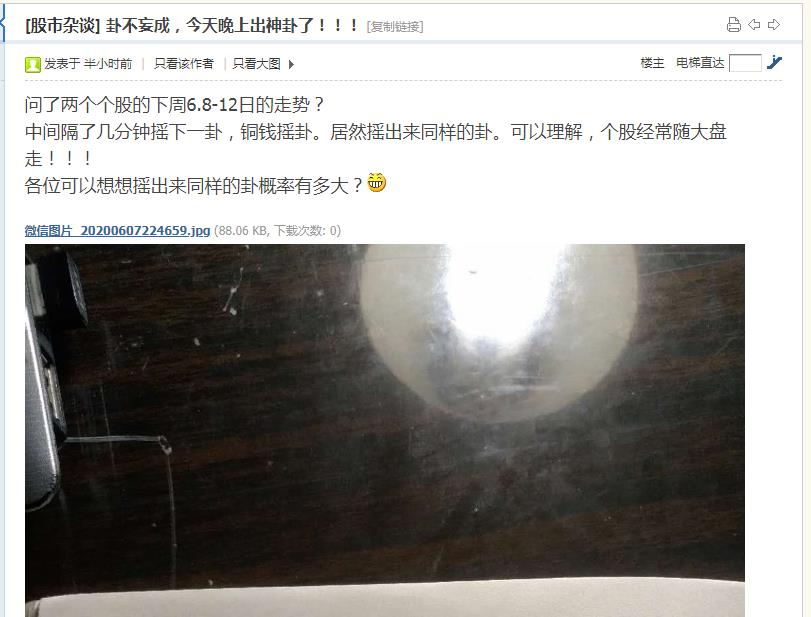 [股市杂谈] 卦不妄成，今天晚上出神卦了！！！ [复制链接]
发表于 半小时前 | 只看该作者 | 只看大图
楼主 电梯直达
问了两个个股的下周6.8-12日的走势？
中间隔了几分钟摇下一卦，铜钱摇卦。居然摇出来同样的卦。可以理解，个股经常随大盘
走！！！
各位可以想想摇出来同样的卦概率有多大？
微信图片_20200607224659.jpg (88.06 KB, 下载次数: 0)